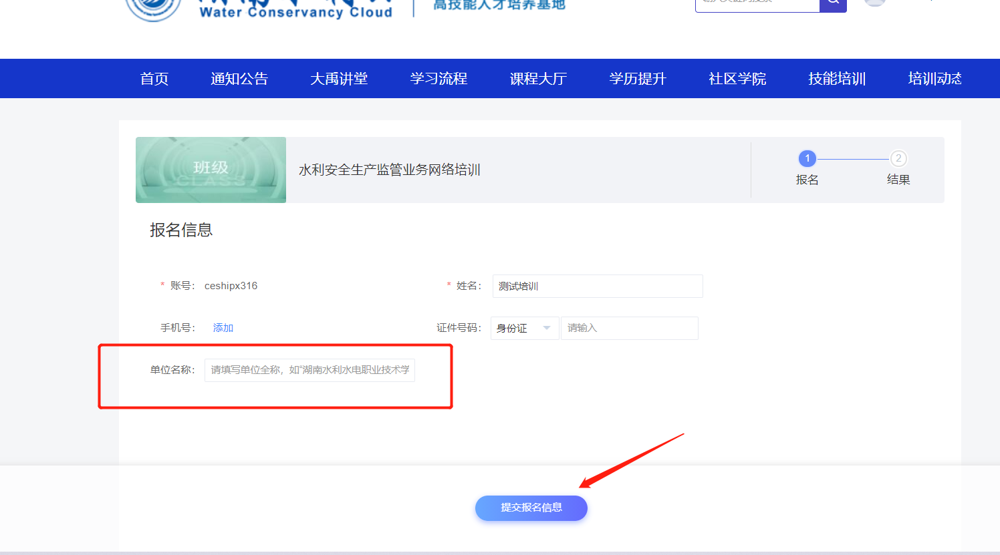 Water Conservancy Cloud
高技能人才培养基地
首页 通知公告 大禹讲堂 学习流程 课程大厅 学历提升 社区学院 技能培训 培训动态
班级
CLASS
水利安全生产监管业务网络培训
1 2
报名 结果
报名信息
* 账号： ceshipx316 * 姓名： 测试培训
手机号： 添加 证件号码： 身份证 请输入
单位名称： 请填写单位全称，如“湖南水利水电职业技术学
提交报名信息